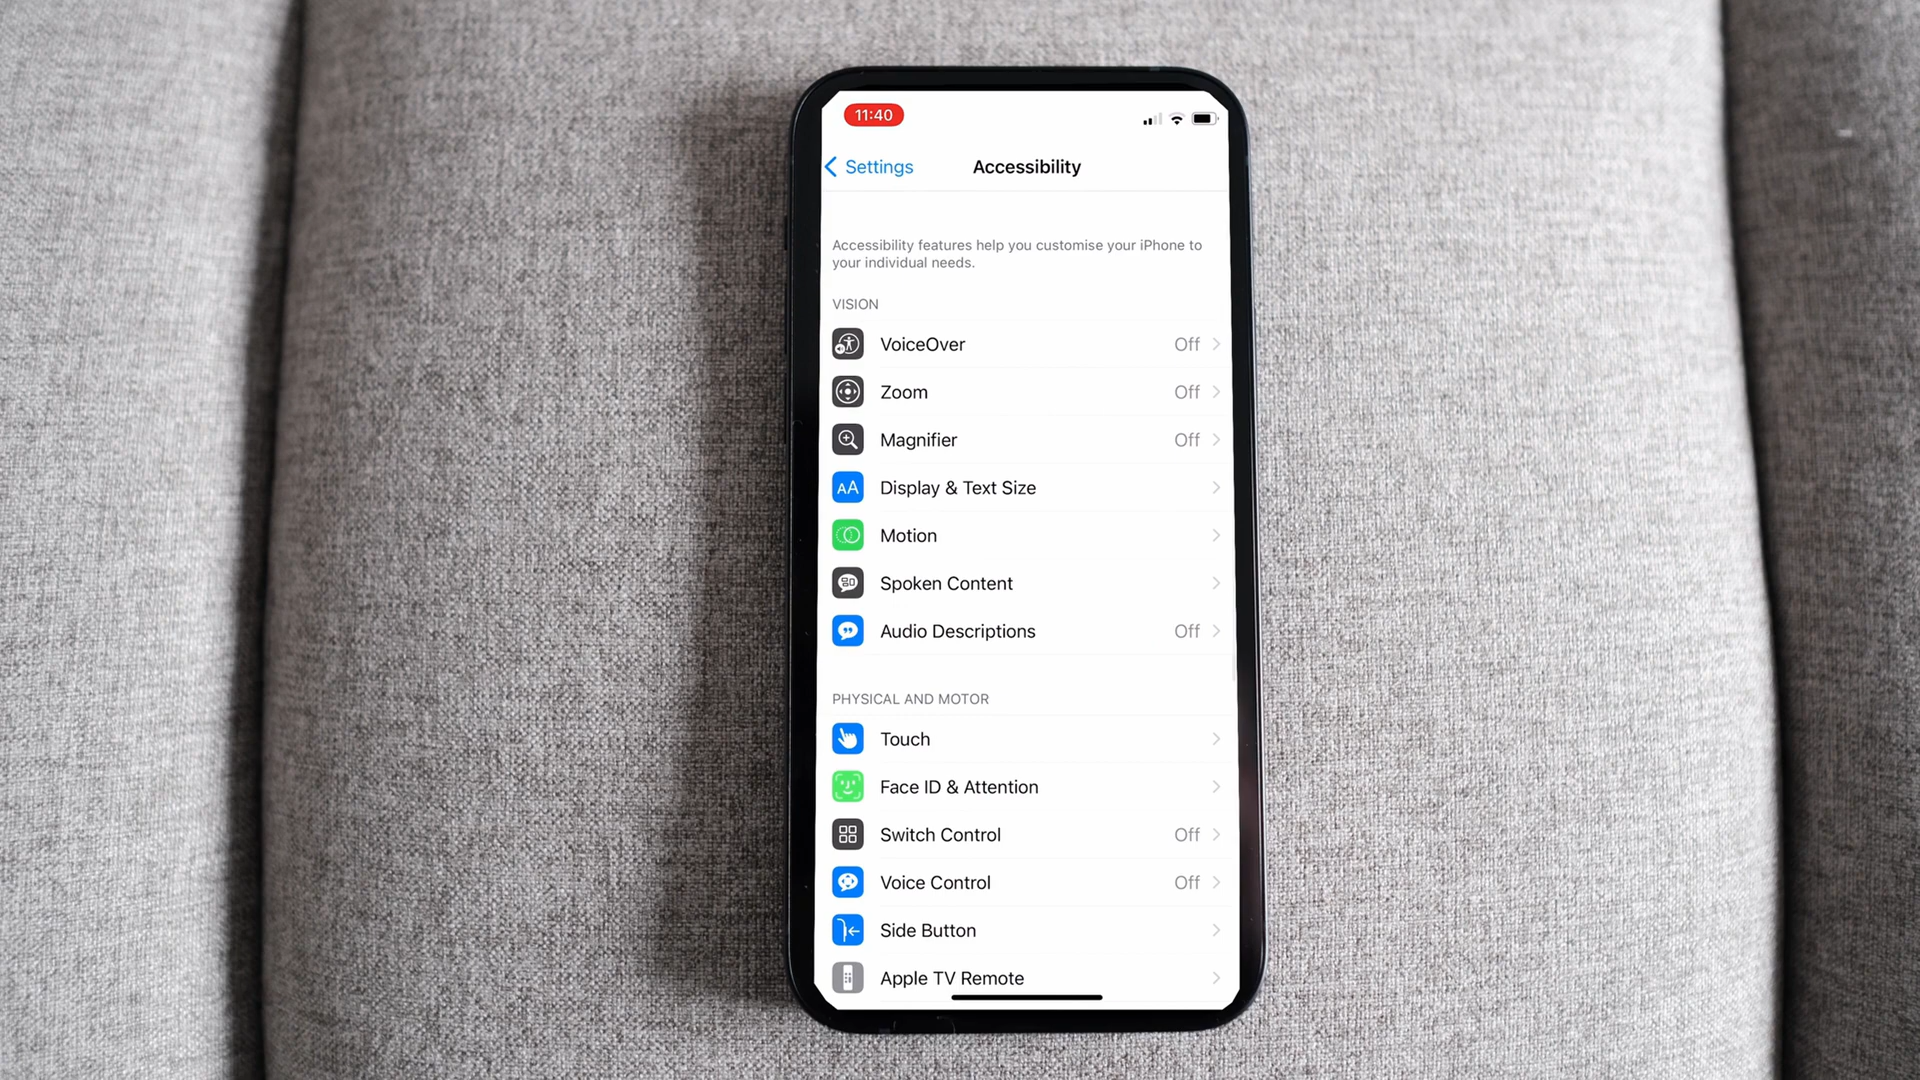 11:40
Settings
Accessibility
Accessibility features help you customise your iPhone to
your individual needs.
VISION
VoiceOver Off
Zoom Off
Magnifier Off
AA Display & Text Size
Motion
Spoken Content
Audio Descriptions Off
PHYSICAL AND MOTOR
Touch
Face ID & Attention
Switch Control Off
Voice Control Off
Side Button
Apple TV Remote